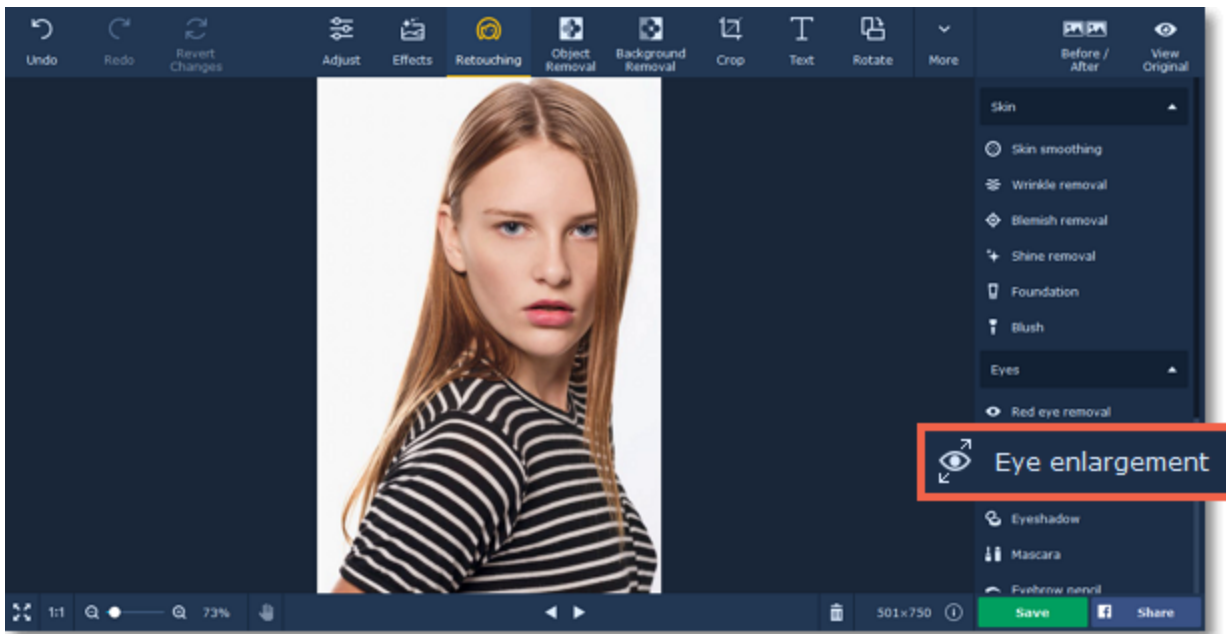 Undo
Redo
Revert
Changes
Adjust
Effects
Retouching
Object
Removal
Background
Removal
Crop
Text
Rotate
More
Before /
After
View
Original
Skin
Skin smoothing
Wrinkle removal
Blemish removal
Shine removal
Foundation
Blush
Eyes
Red eye removal
Eye enlargement
Eyeshadow
Mascara
Eyebrow pencil
1:1
73%
501×750
Save
Share